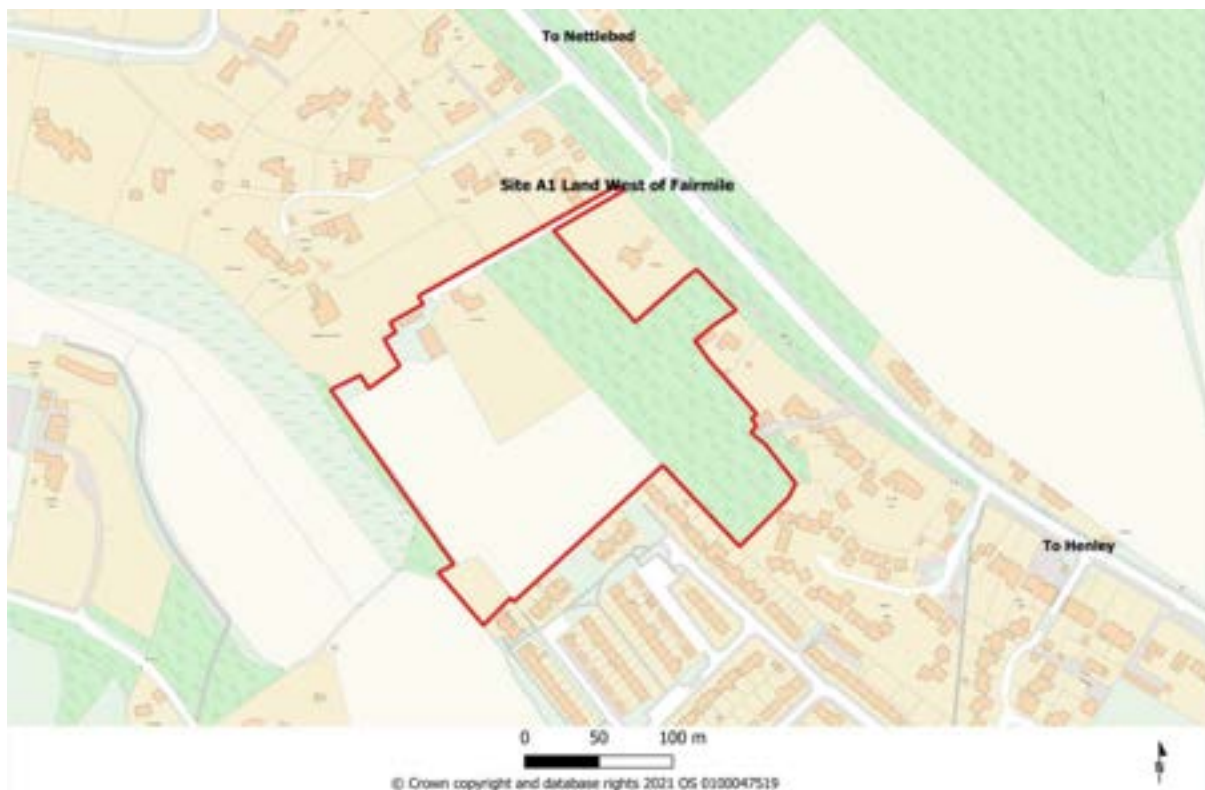 To Nettlebed
Site A1 Land West of Fairmile
To Henley
0 50 100 m
© Crown copyright and database rights 2021 OS 0100047519